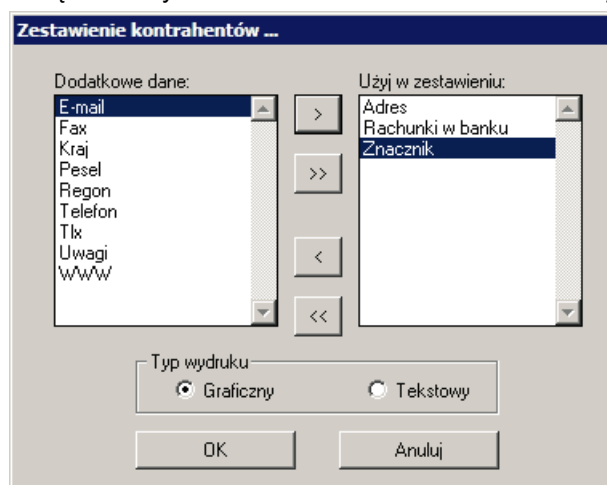 Zestawienie kontrahentów ...
Dodatkowe dane:
E-mail
Fax
Kraj
Pesel
Regon
Telefon
Tlx
Uwagi
WWW
>
>>
<
<<
Użyj w zestawieniu:
Adres
Rachunki w banku
Znacznik
Typ wydruku
Graficzny
Tekstowy
OK
Anuluj